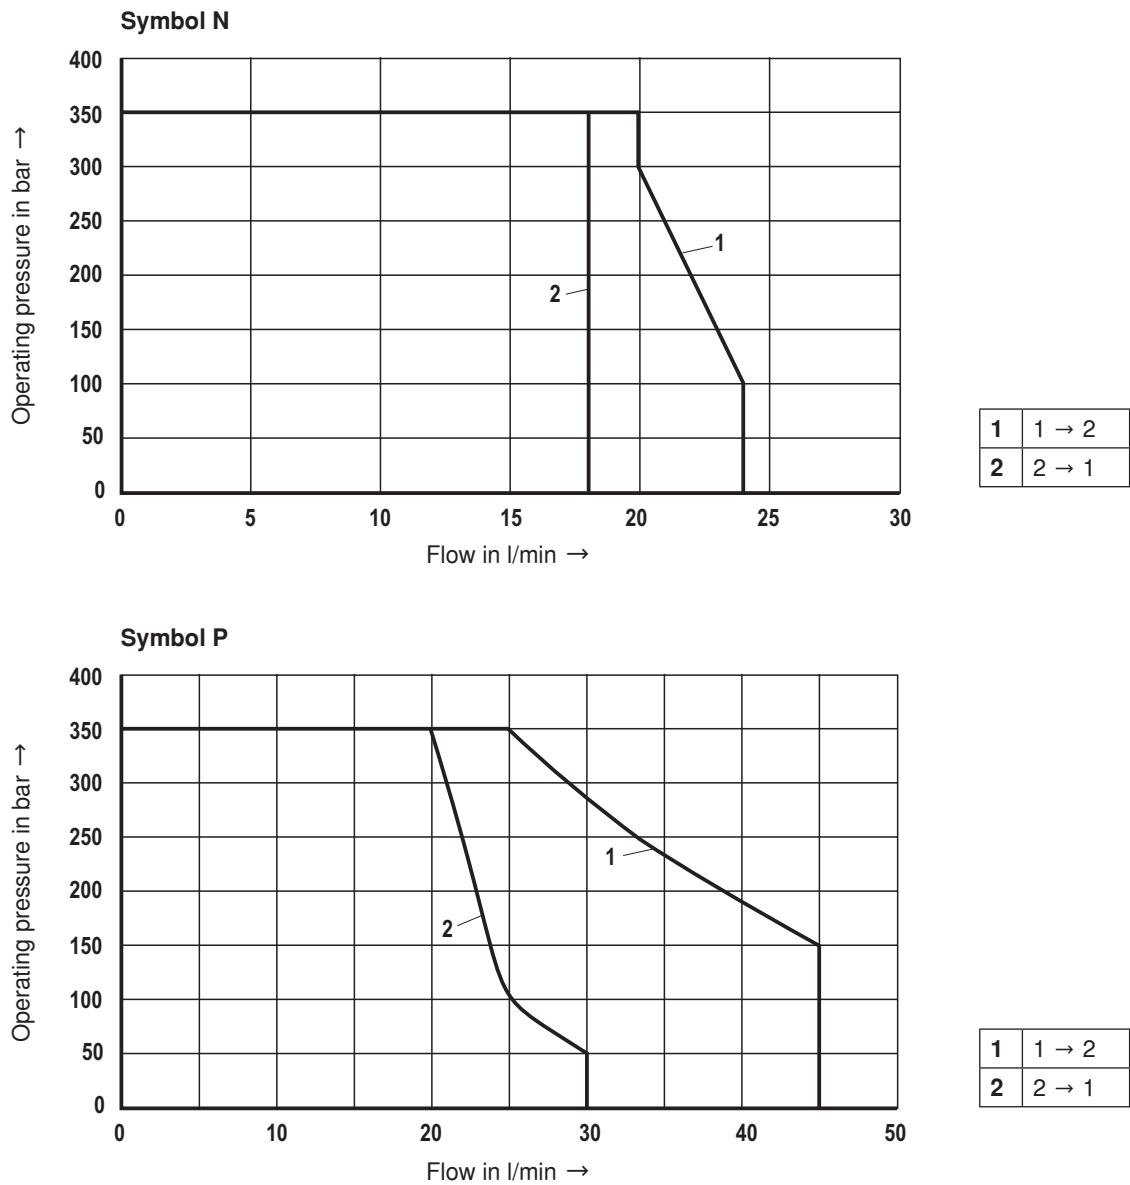 Symbol N
400
350
300
250
200
150
100
50
0
Operating pressure in bar →
1
2
0 5 10 15 20 25 30
Flow in l/min →
1 1 → 2
2 2 → 1
Symbol P
400
350
300
250
200
150
100
50
0
Operating pressure in bar →
1
2
0 10 20 30 40 50
Flow in l/min →
1 1 → 2
2 2 → 1